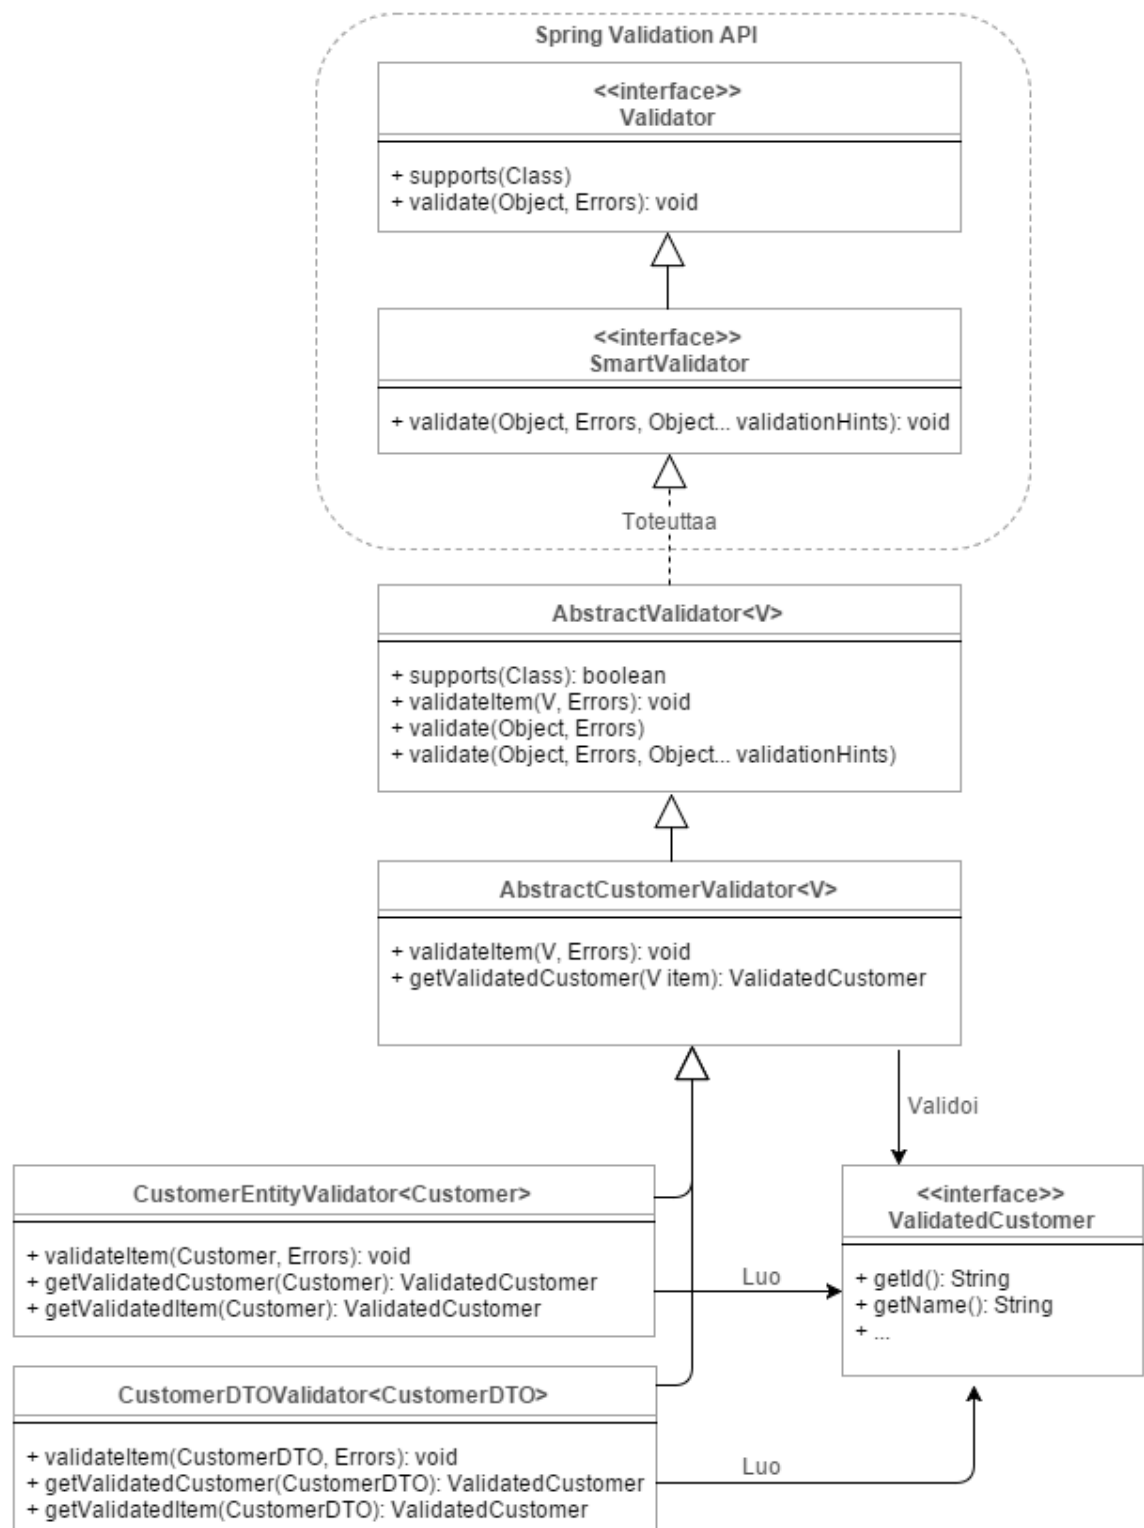 Spring Validation API
<<interface>>
Validator
+ supports(Class)
+ validate(Object, Errors): void
<<interface>>
SmartValidator
+ validate(Object, Errors, Object... validationHints): void
Toteuttaa
AbstractValidator<V>
+ supports(Class): boolean
+ validateItem(V, Errors): void
+ validate(Object, Errors)
+ validate(Object, Errors, Object... validationHints)
AbstractCustomerValidator<V>
+ validateItem(V, Errors): void
+ getValidatedCustomer(V item): ValidatedCustomer
Validoi
CustomerEntityValidator<Customer>
+ validateItem(Customer, Errors): void
+ getValidatedCustomer(Customer): ValidatedCustomer
+ getValidatedItem(Customer): ValidatedCustomer
Luo
<<interface>>
ValidatedCustomer
+ getId(): String
+ getName(): String
+ ...
CustomerDTOValidator<CustomerDTO>
+ validateItem(CustomerDTO, Errors): void
+ getValidatedCustomer(CustomerDTO): ValidatedCustomer
+ getValidatedItem(CustomerDTO): ValidatedCustomer
Luo